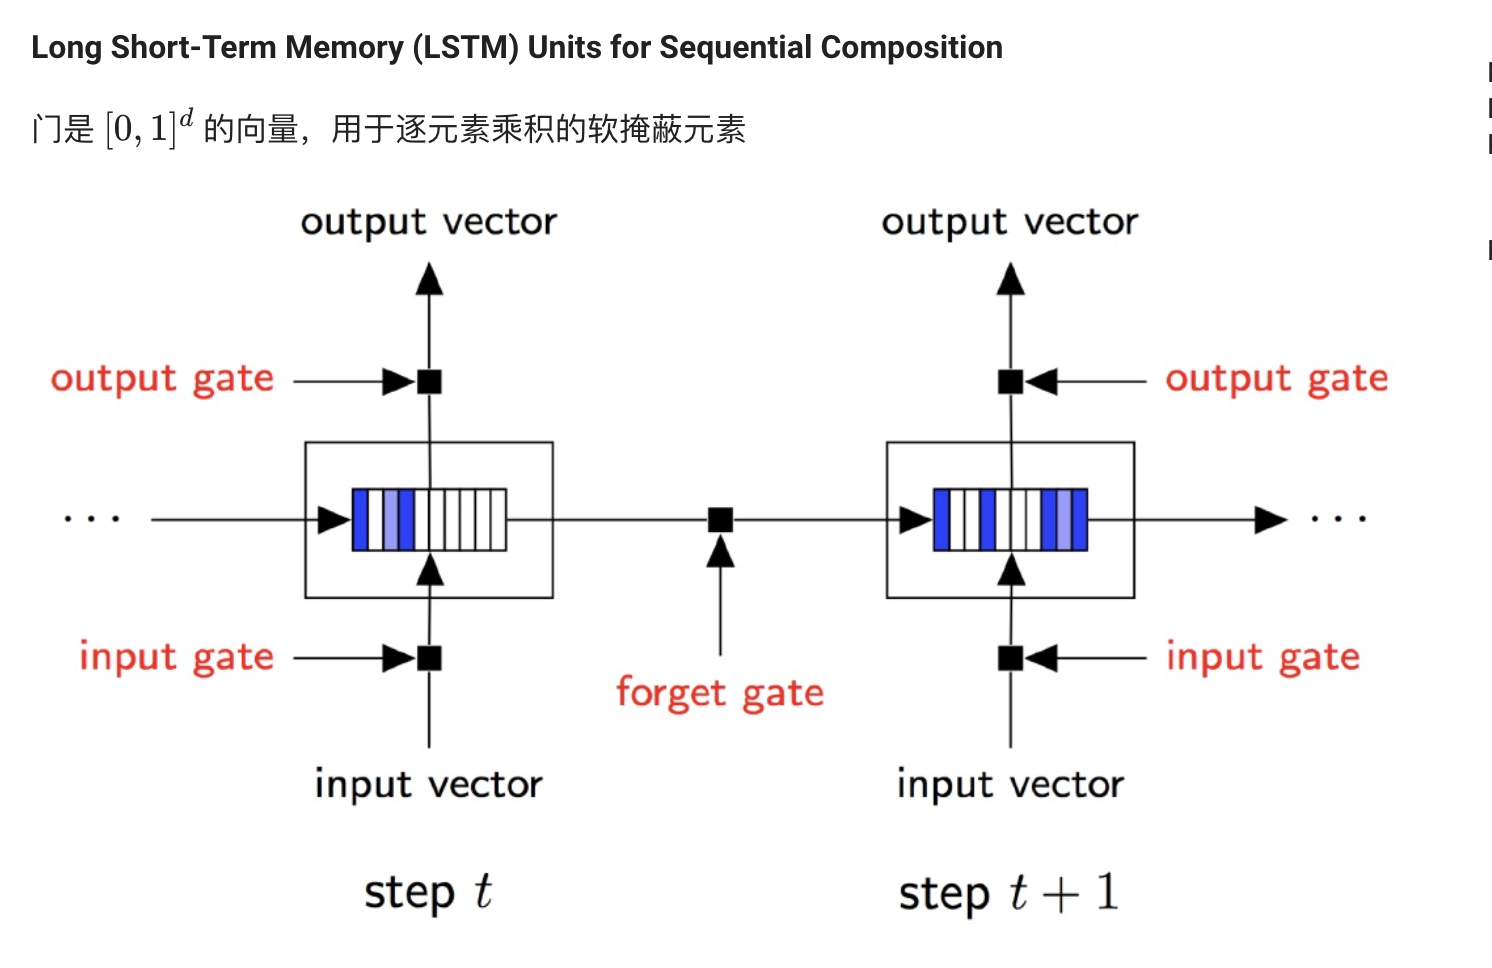 Long Short-Term Memory (LSTM) Units for Sequential Composition
门是 [0, 1]^d 的向量，用于逐元素乘积的软掩蔽元素
output vector output vector
output gate output gate
··· ···
input gate input gate
forget gate
input vector input vector
step t step t + 1